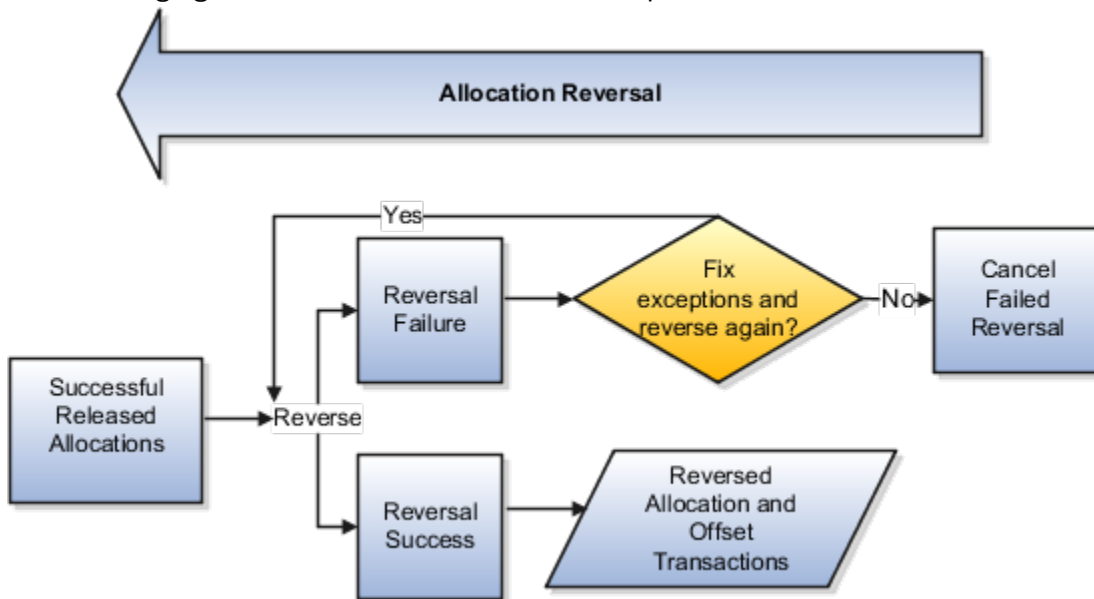 Allocation Reversal
Yes
Fix
exceptions and
reverse again?
No
Cancel
Failed
Reversal
Reversal
Failure
Successful
Released
Allocations
Reverse
Reversal
Success
Reversed
Allocation and
Offset
Transactions